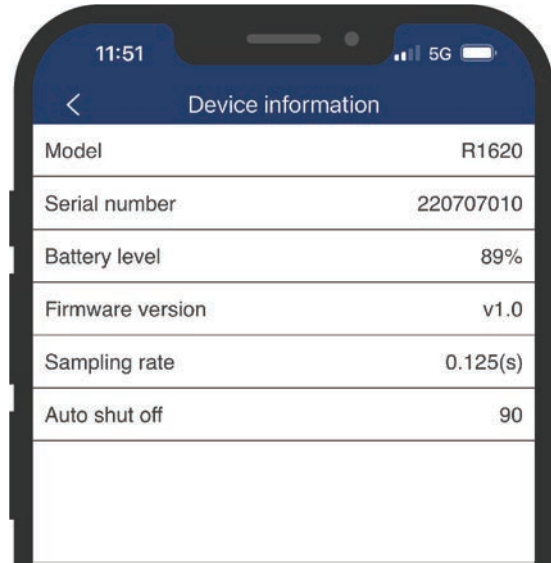 11:51 5G
Device information
Model R1620
Serial number 220707010
Battery level 89%
Firmware version v1.0
Sampling rate 0.125(s)
Auto shut off 90